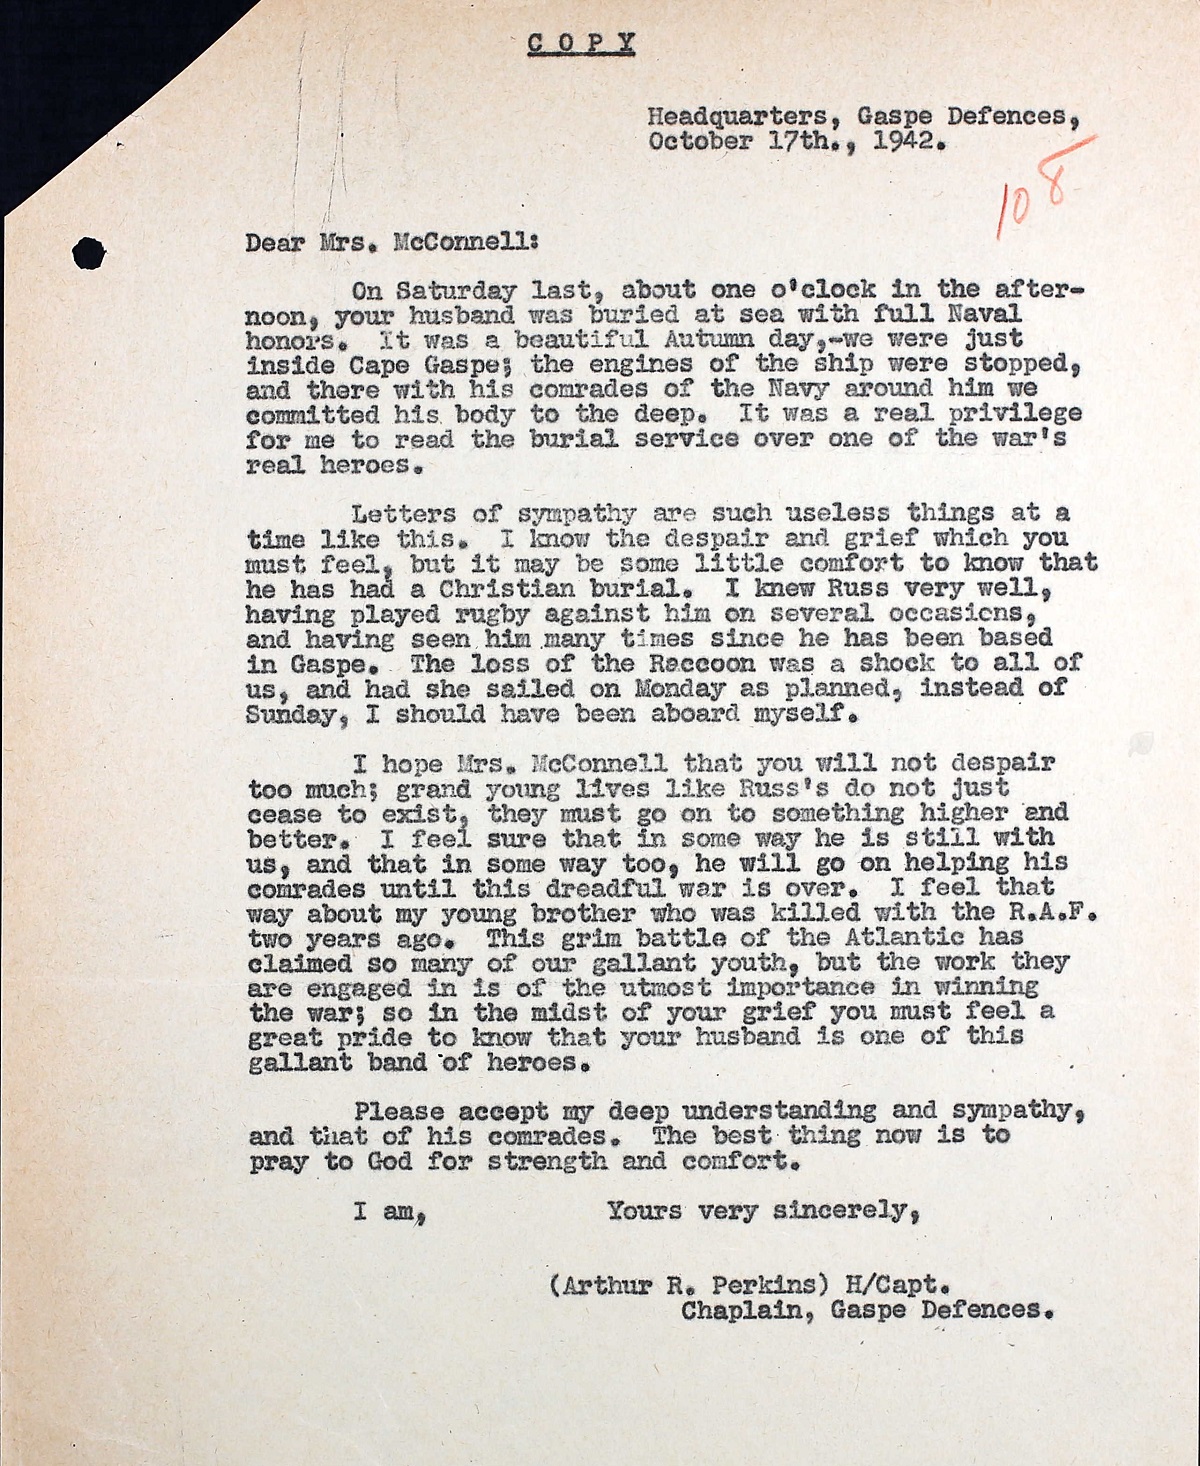 COPY
Headquarters, Gaspe Defences,
October 17th., 1942.
108
Dear Mrs. McConnell:
On Saturday last, about one o'clock in the after-
noon, your husband was buried at sea with full Naval
honors. It was a beautiful Autumn day,-we were just
inside Cape Gaspe; the engines of the ship were stopped,
and there with his comrades of the Navy around him we
committed his body to the deep. It was a real privilege
for me to read the burial service over one of the war's
real heroes.
Letters of sympathy are such useless things at a
time like this. I know the despair and grief which you
must feel, but it may be some little comfort to know that
he has had a Christian burial. I knew Russ very well,
having played rugby against him on several occasions,
and having seen him many times since he has been based
in Gaspe. The loss of the Raccoon was a shock to all of
us, and had she sailed on Monday as planned, instead of
Sunday, I should have been aboard myself.
I hope Mrs. McConnell that you will not despair
too much; grand young lives like Russ's do not just
cease to exist, they must go on to something higher and
better. I feel sure that in some way he is still with
us, and that in some way too, he will go on helping his
comrades until this dreadful war is over. I feel that
way about my young brother who was killed with the R.A.F.
two years ago. This grim battle of the Atlantic has
claimed so many of our gallant youth, but the work they
are engaged in is of the utmost importance in winning
the war; so in the midst of your grief you must feel a
great pride to know that your husband is one of this
gallant band of heroes.
Please accept my deep understanding and sympathy,
and that of his comrades. The best thing now is to
pray to God for strength and comfort.
I am, Yours very sincerely,
(Arthur R. Perkins) H/Capt.
Chaplain, Gaspe Defences.